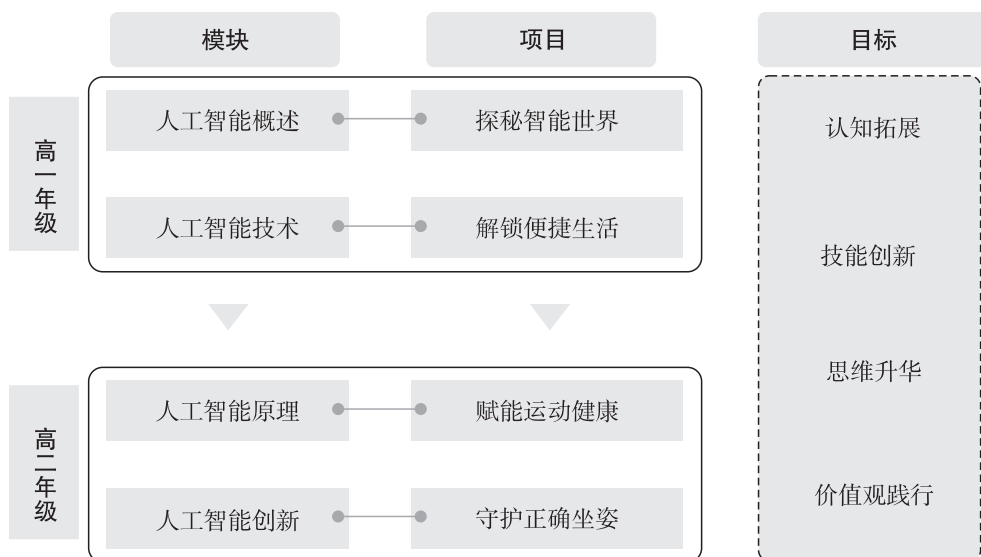 模块
项目
目标
高一年级
人工智能概述
探秘智能世界
人工智能技术
解锁便捷生活
高二年级
人工智能原理
赋能运动健康
人工智能创新
守护正确坐姿
认知拓展
技能创新
思维升华
价值观践行